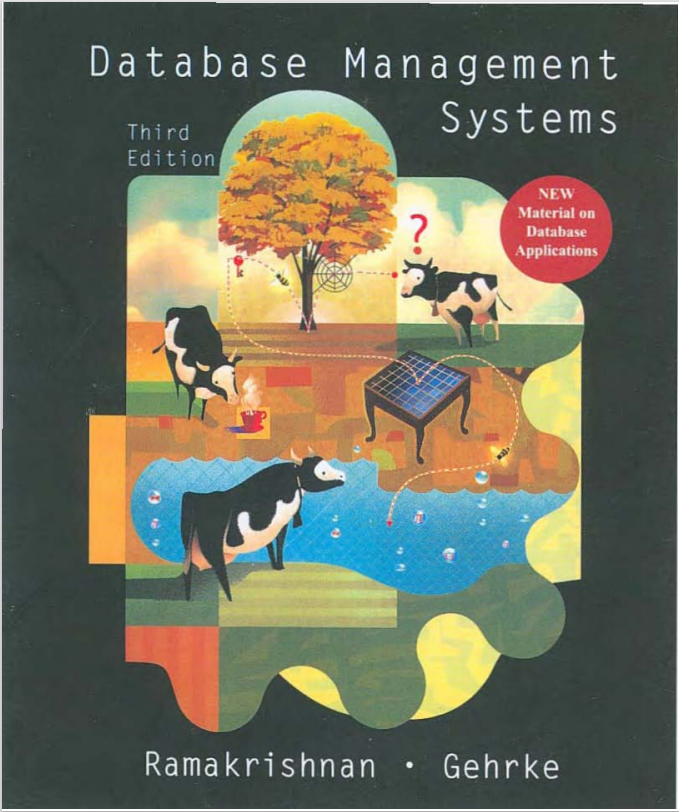 Database Management
Systems
Third
Edition
NEW
Material on
Database
Applications
?
Ramakrishnan · Gehrke